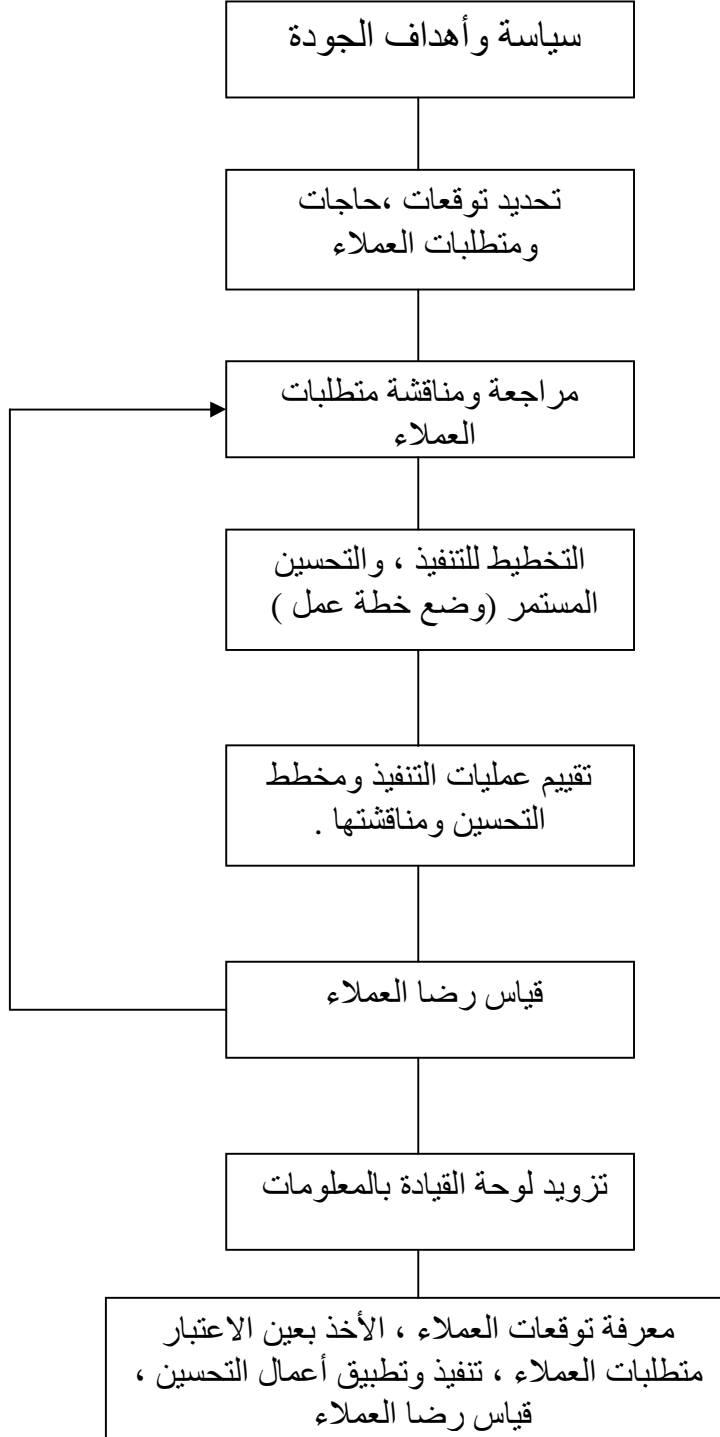 سياسة وأهداف الجودة
تحديد توقعات ،حاجات
ومتطلبات العملاء
مراجعة ومناقشة متطلبات
العملاء
التخطيط للتنفيذ ، والتحسين
المستمر (وضع خطة عمل )
تقييم عمليات التنفيذ ومخطط
التحسين ومناقشتها .
قياس رضا العملاء
تزويد لوحة القيادة بالمعلومات
معرفة توقعات العملاء ، الأخذ بعين الاعتبار
متطلبات العملاء ، تنفيذ وتطبيق أعمال التحسين ،
قياس رضا العملاء